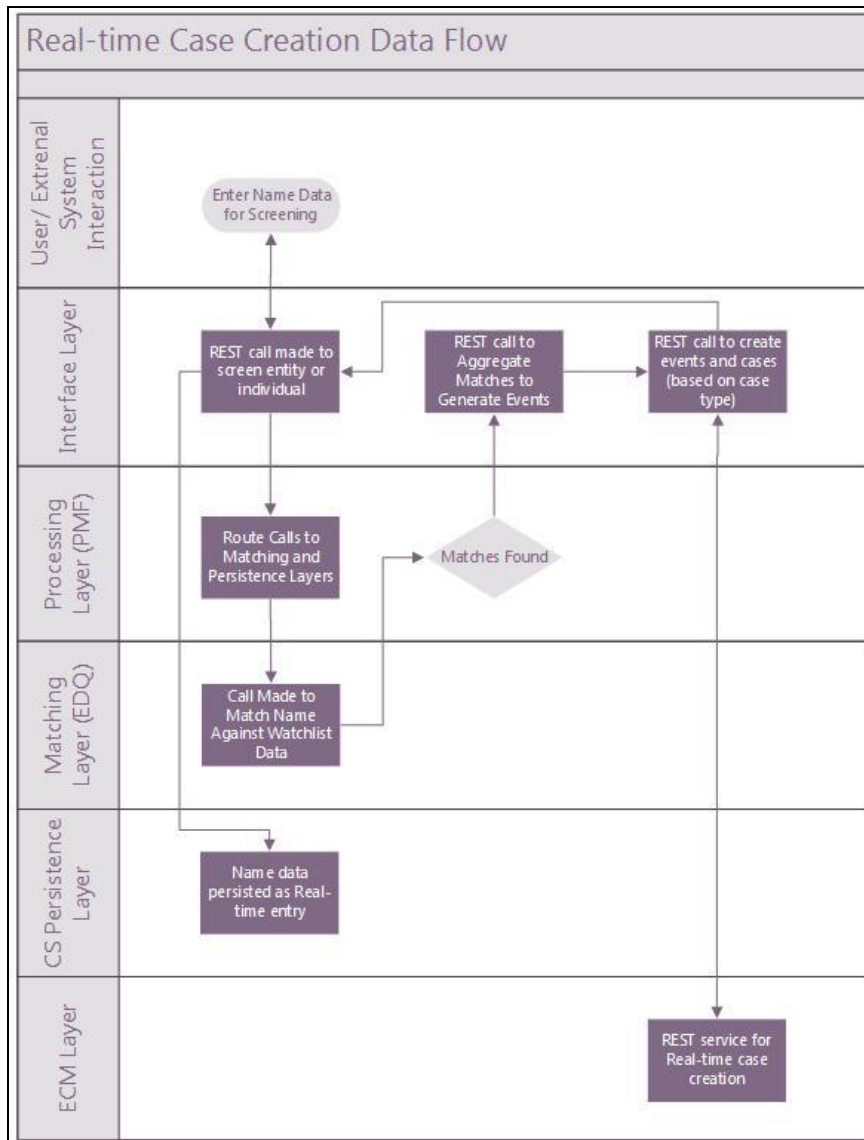 Real-time Case Creation Data Flow
User/ Extrenal
System
Interaction
Enter Name Data
for Screening
Interface Layer
REST call made to
screen entity or
individual
REST call to
Aggregate
Matches to
Generate Events
REST call to create
events and cases
(based on case
type)
Processing
Layer (PMF)
Route Calls to
Matching and
Persistence Layers
Matches Found
Matching
Layer (EDQ)
Call Made to
Match Name
Against Watchlist
Data
CS Persistence
Layer
Name data
persisted as Real-
time entry
ECM Layer
REST service for
Real-time case
creation